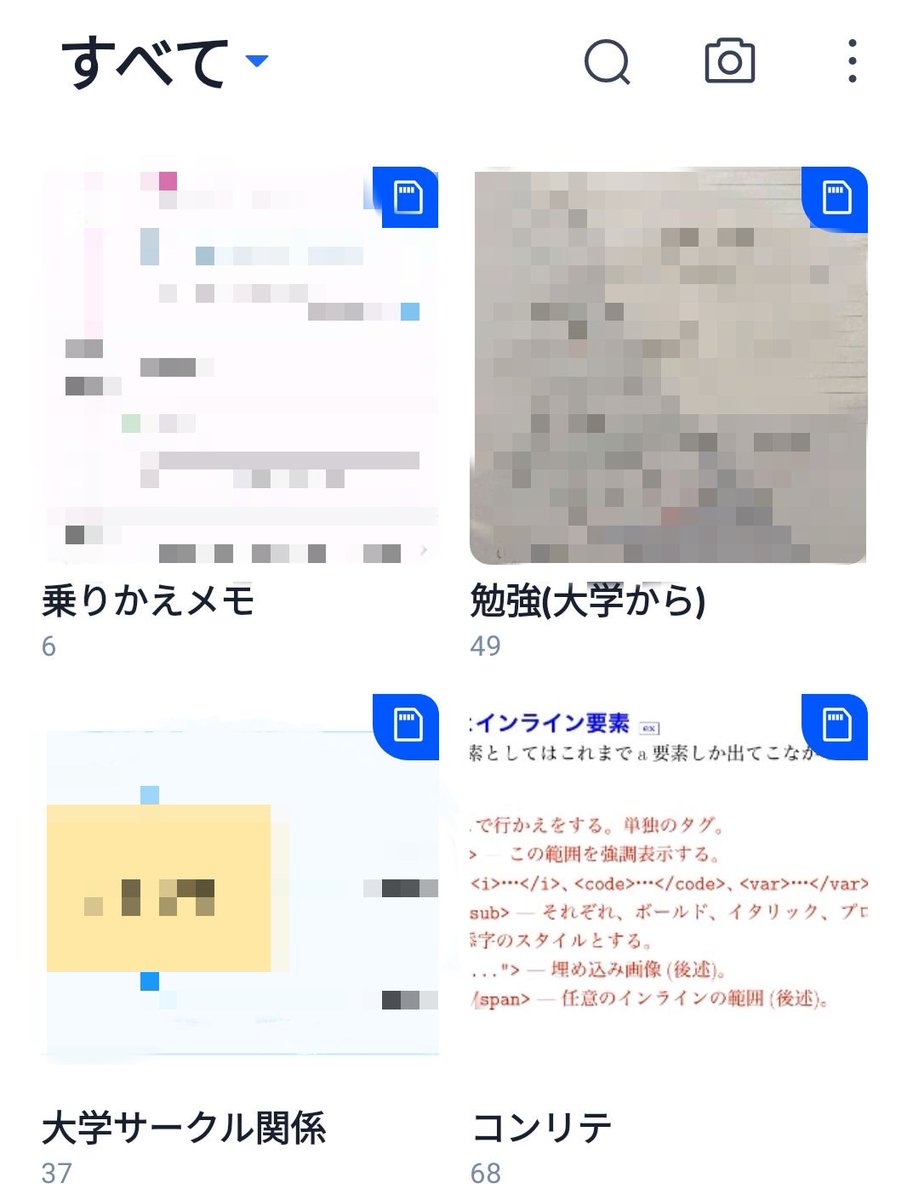 すべて
乗りかえメモ
6
勉強(大学から)
49
インライン要素 ex
素としてはこれまで a 要素しか出てこなか
で行かえをする。単独のタグ。
> — この範囲を強調表示する。
<i>…</i>、<code>…</code>、<var>…</var>
sub> — それぞれ、ボールド、イタリック、プロ
字のスタイルとする。
..."> — 埋め込み画像 (後述)。
/span> — 任意のインラインの範囲 (後述)。
大学サークル関係
37
コンリテ
68